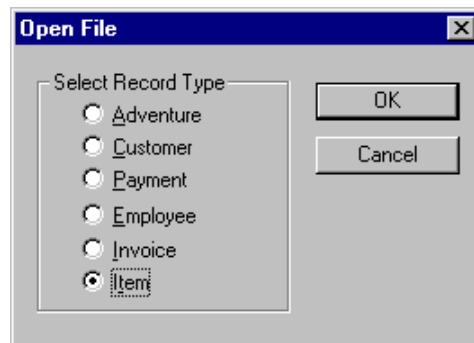 Open File
Select Record Type
Adventure
Customer
Payment
Employee
Invoice
Item
OK
Cancel